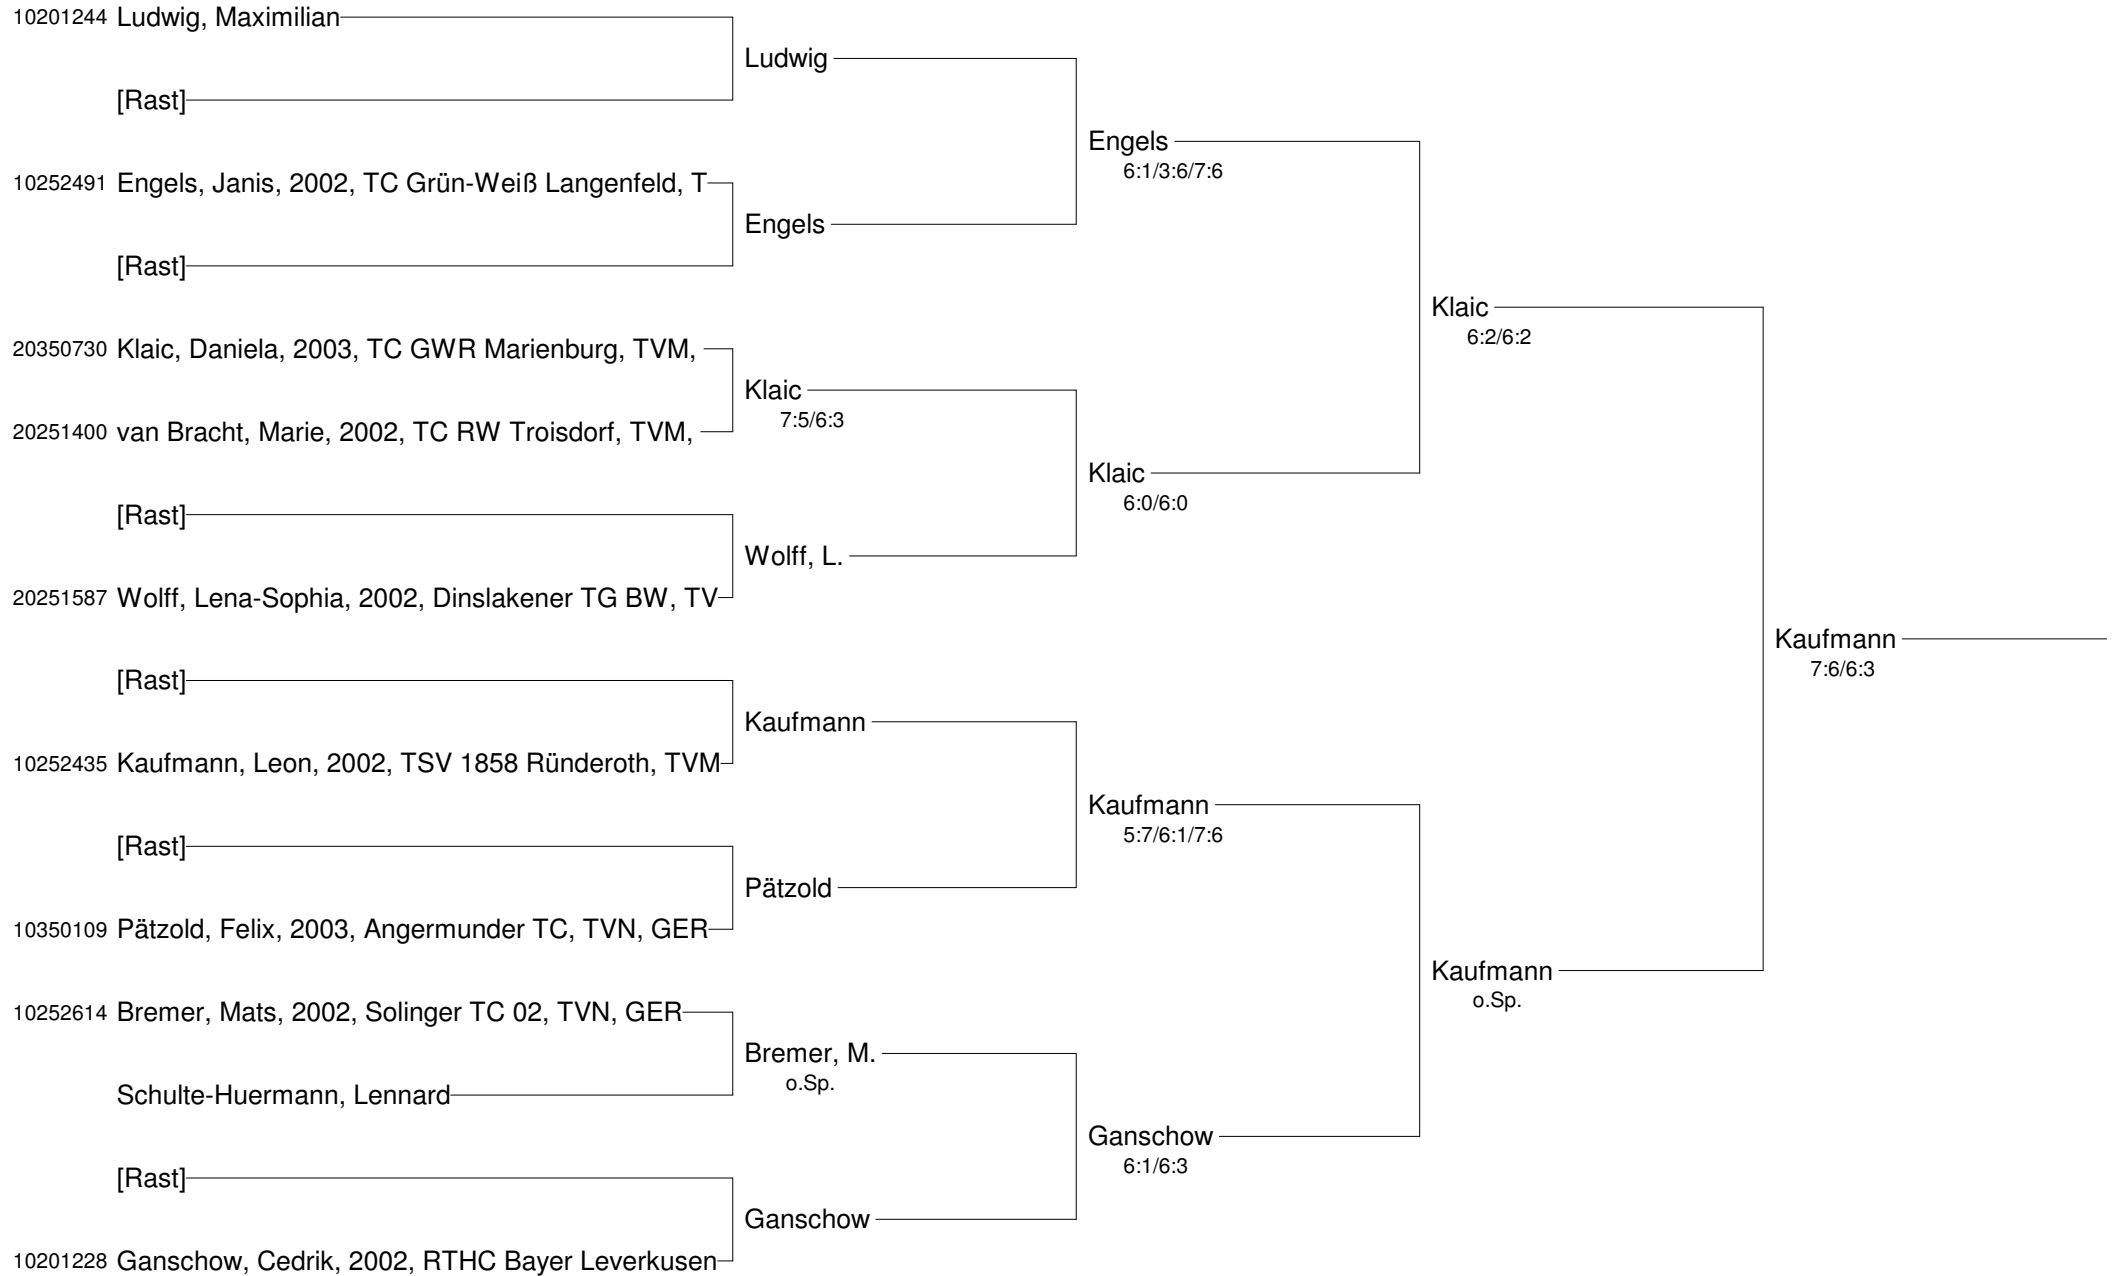 10201244 Ludwig, Maximilian
Ludwig
[Rast]
Engels
6:1/3:6/7:6
10252491 Engels, Janis, 2002, TC Grün-Weiß Langenfeld, T
Engels
[Rast]
Klaic
6:2/6:2
20350730 Klaic, Daniela, 2003, TC GWR Marienburg, TVM,
Klaic
7:5/6:3
20251400 van Bracht, Marie, 2002, TC RW Troisdorf, TVM,
Klaic
6:0/6:0
[Rast]
Wolff, L.
20251587 Wolff, Lena-Sophia, 2002, Dinslakener TG BW, TV
Kaufmann
7:6/6:3
[Rast]
Kaufmann
10252435 Kaufmann, Leon, 2002, TSV 1858 Ründeroth, TVM
Kaufmann
5:7/6:1/7:6
[Rast]
Pätzold
10350109 Pätzold, Felix, 2003, Angermunder TC, TVN, GER
Kaufmann
o.Sp.
10252614 Bremer, Mats, 2002, Solinger TC 02, TVN, GER
Bremer, M.
o.Sp.
Schulte-Huermann, Lennard
Ganschow
6:1/6:3
[Rast]
Ganschow
10201228 Ganschow, Cedrik, 2002, RTHC Bayer Leverkusen